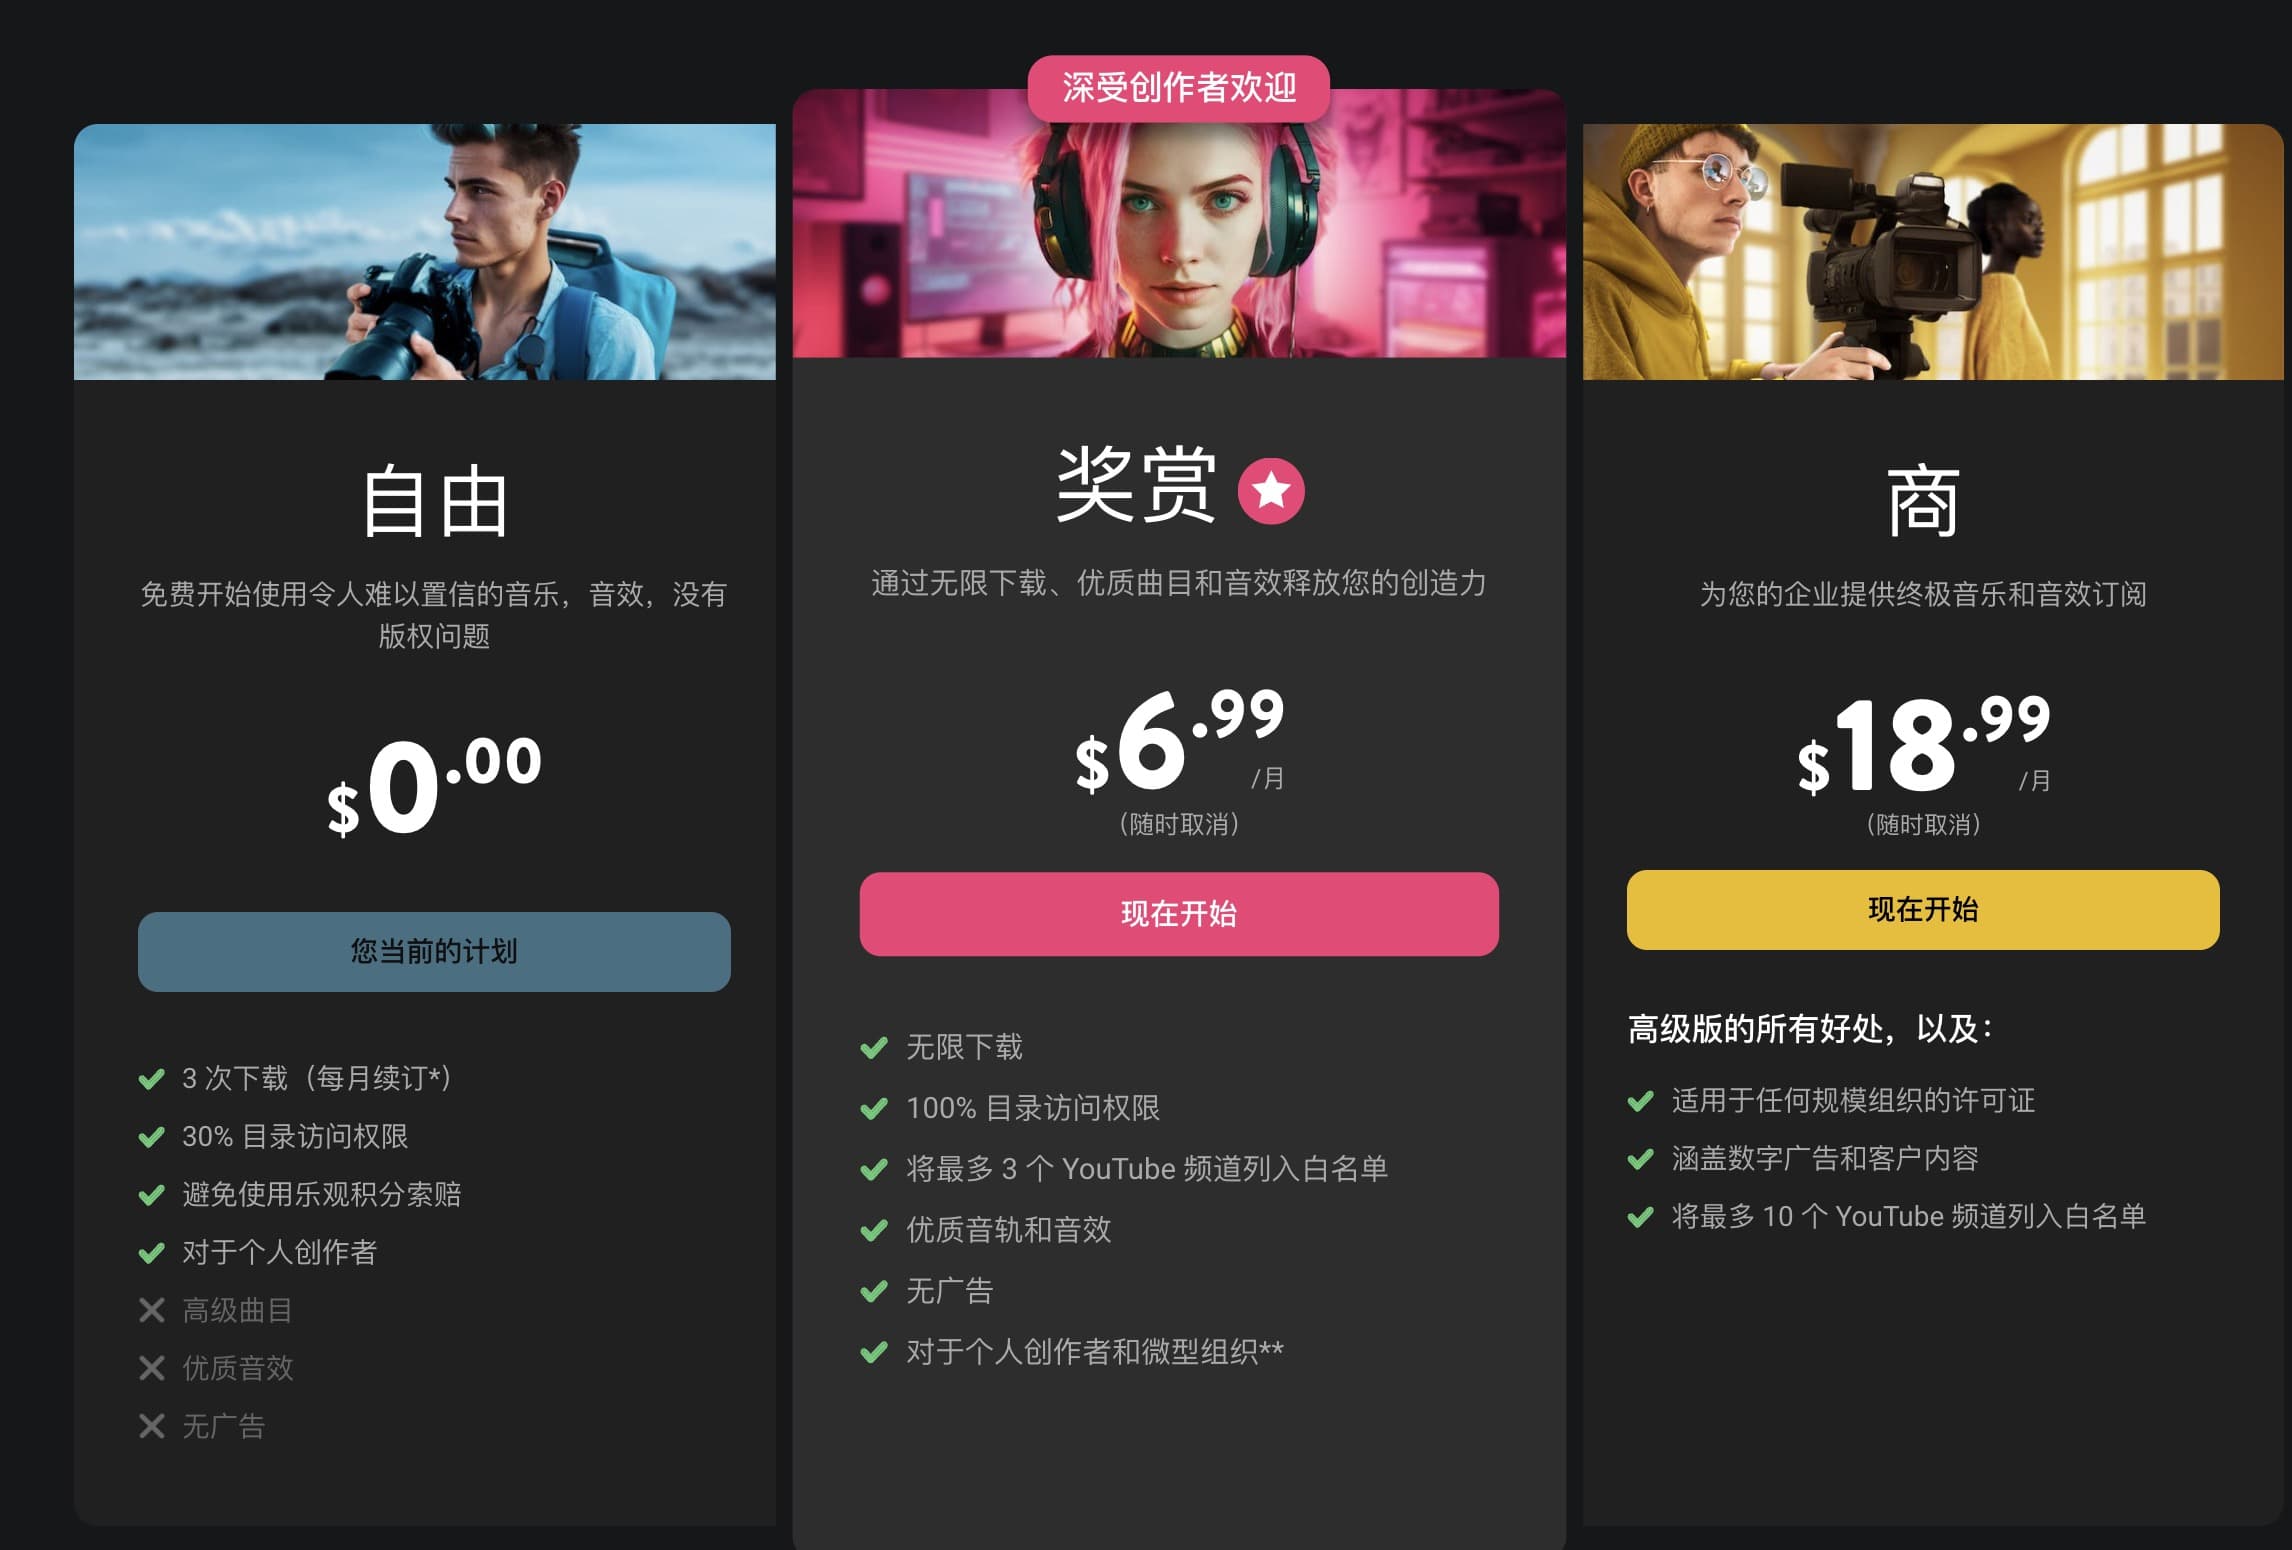 自由
免费开始使用令人难以置信的音乐，音效，没有
版权问题
$0.00
您当前的计划
3 次下载（每月续订*）
30% 目录访问权限
避免使用乐观积分索赔
对于个人创作者
高级曲目
优质音效
无广告
深受创作者欢迎
奖赏
通过无限下载、优质曲目和音效释放您的创造力
$6.99
/月
（随时取消）
现在开始
无限下载
100% 目录访问权限
将最多 3 个 YouTube 频道列入白名单
优质音轨和音效
无广告
对于个人创作者和微型组织**
商
为您的企业提供终极音乐和音效订阅
$18.99
/月
（随时取消）
现在开始
高级版的所有好处，以及：
适用于任何规模组织的许可证
涵盖数字广告和客户内容
将最多 10 个 YouTube 频道列入白名单